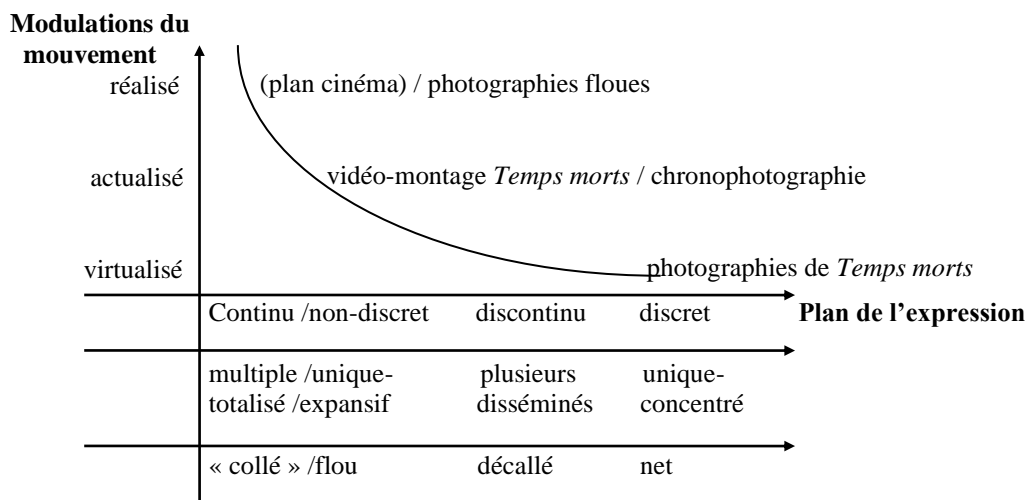 Modulations du
mouvement
réalisé
(plan cinéma) / photographies floues
actualisé
vidéo-montage Temps morts / chronophotographie
virtualisé
photographies de Temps morts
Continu /non-discret discontinu discret Plan de l’expression
multiple /unique- plusieurs unique-
totalisé /expansif disséminés concentré
« collé » /flou décallé net